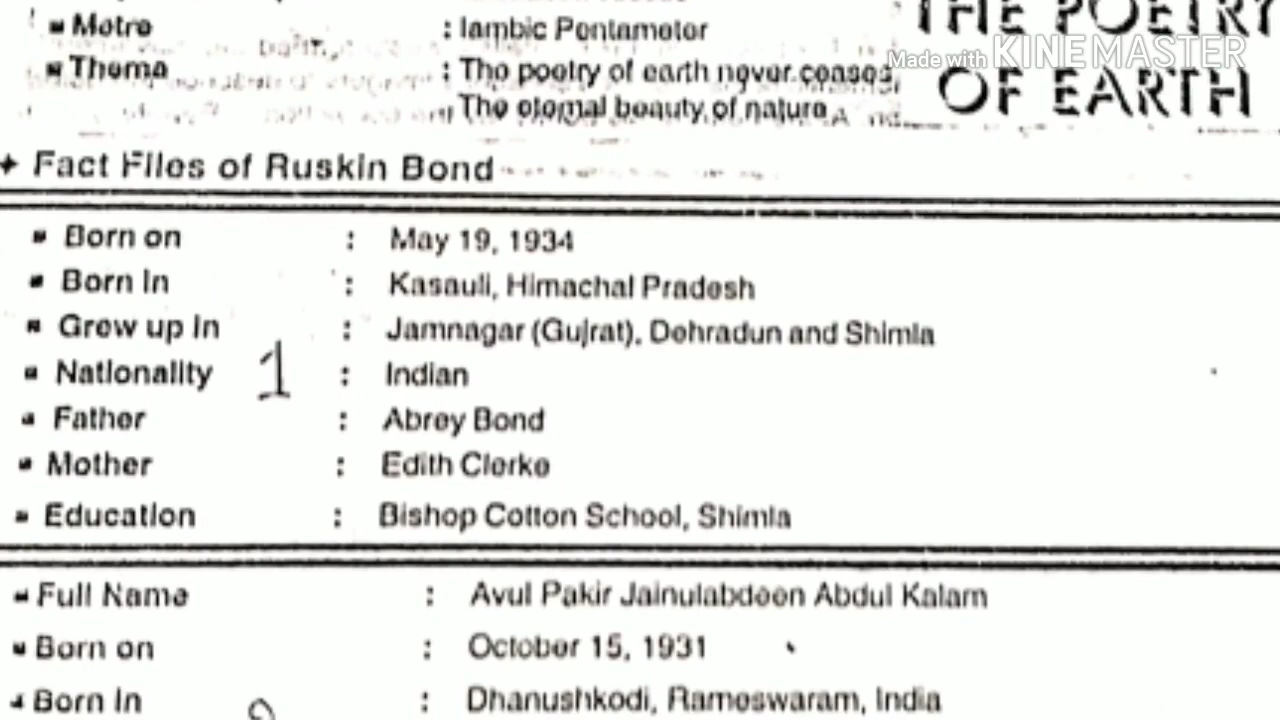 THE POETRY
▪ Metre : Iambic Pentameter
Made with KINEMASTER
▪ Theme : The poetry of earth never ceases,
OF EARTH
The eternal beauty of nature
✦ Fact Files of Ruskin Bond
▪ Born on : May 19, 1934
▪ Born In : Kasauli, Himachal Pradesh
▪ Grew up In : Jamnagar (Gujrat), Dehradun and Shimla
▪ Nationality 1 : Indian
▪ Father : Abrey Bond
▪ Mother : Edith Clerke
▪ Education : Bishop Cotton School, Shimla
▪ Full Name : Avul Pakir Jainulabdeen Abdul Kalam
▪ Born on : October 15, 1931
▪ Born In : Dhanushkodi, Rameswaram, India